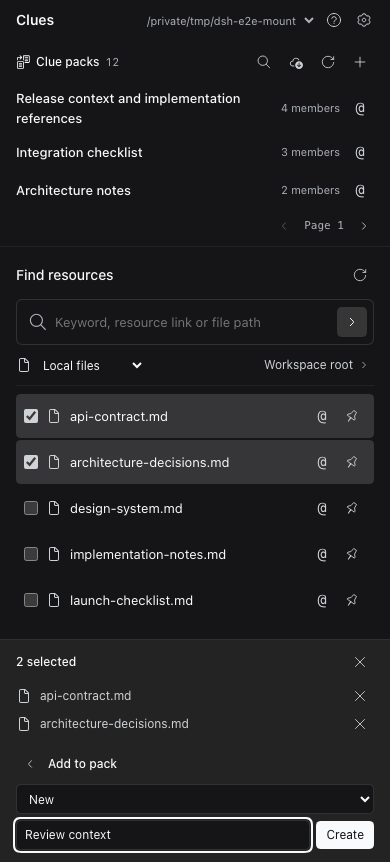 Clues
/private/tmp/dsh-e2e-mount
Clue packs 12
Release context and implementation
references
4 members @
Integration checklist 3 members @
Architecture notes 2 members @
Page 1
Find resources
Keyword, resource link or file path
Local files Workspace root
api-contract.md @
architecture-decisions.md @
design-system.md @
implementation-notes.md @
launch-checklist.md @
2 selected
api-contract.md
architecture-decisions.md
Add to pack
New
Review context Create